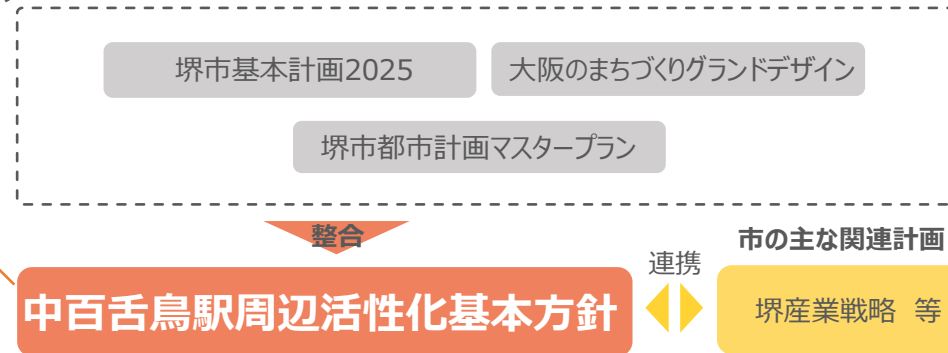 堺市基本計画2025
大阪のまちづくりグランドデザイン
堺市都市計画マスタープラン
整合
市の主な関連計画
連携
中百舌鳥駅周辺活性化基本方針
堺産業戦略 等